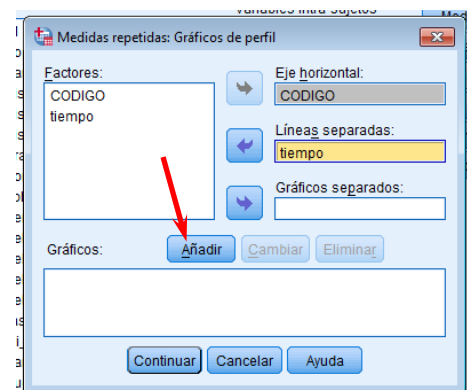 Variables intra-sujetos
Medidas repetidas: Gráficos de perfil
Factores:
CODIGO
tiempo
Eje horizontal:
CODIGO
Líneas separadas:
tiempo
Gráficos separados:
Gráficos:
Añadir
Cambiar
Eliminar
Continuar
Cancelar
Ayuda